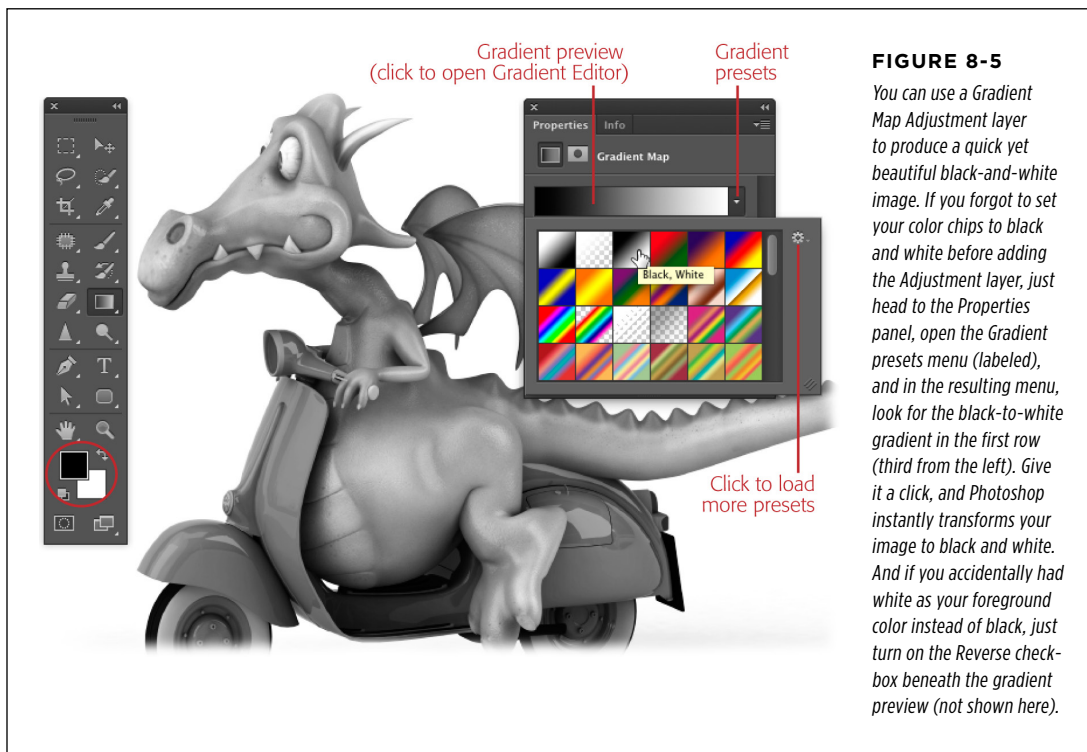 Gradient preview
(click to open Gradient Editor)
Gradient
presets
Properties Info
Gradient Map
Black, White
Click to load
more presets
T
FIGURE 8-5
You can use a Gradient
Map Adjustment layer
to produce a quick yet
beautiful black-and-white
image. If you forgot to set
your color chips to black
and white before adding
the Adjustment layer, just
head to the Properties
panel, open the Gradient
presets menu (labeled),
and in the resulting menu,
look for the black-to-white
gradient in the first row
(third from the left). Give
it a click, and Photoshop
instantly transforms your
image to black and white.
And if you accidentally had
white as your foreground
color instead of black, just
turn on the Reverse check-
box beneath the gradient
preview (not shown here).